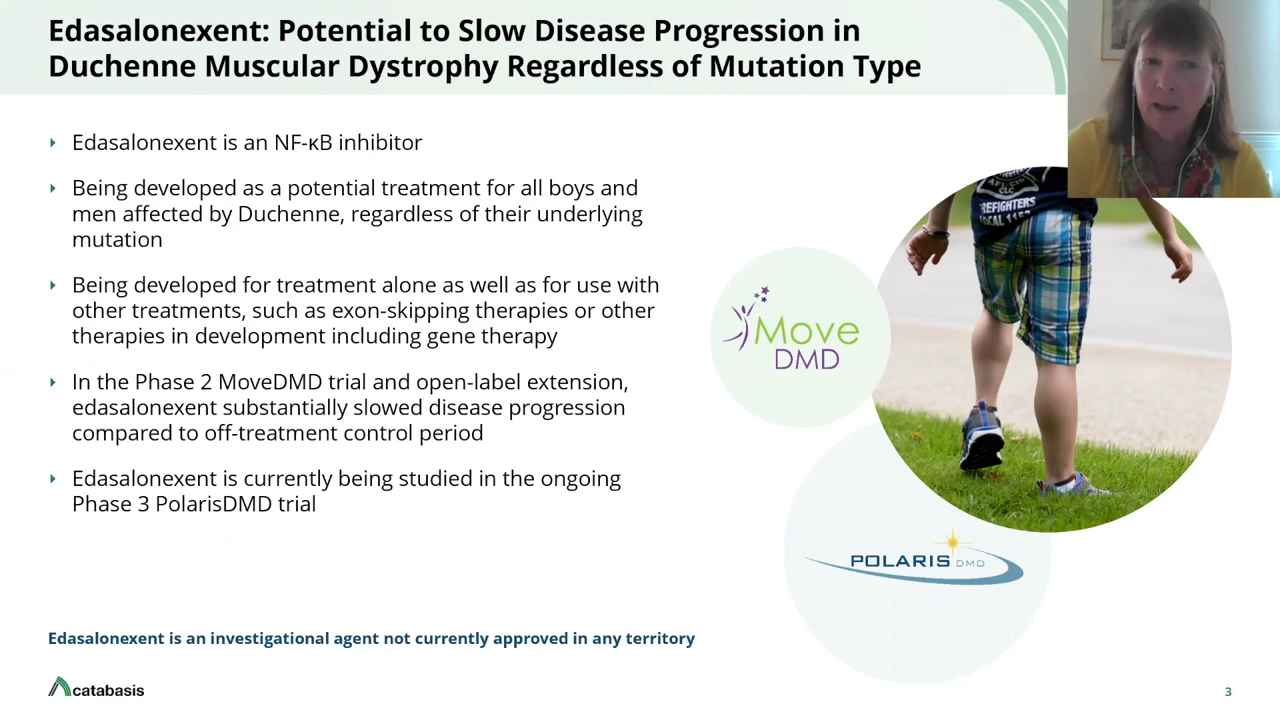 Edasalonexent: Potential to Slow Disease Progression in
Duchenne Muscular Dystrophy Regardless of Mutation Type
Edasalonexent is an NF-κB inhibitor
Being developed as a potential treatment for all boys and
men affected by Duchenne, regardless of their underlying
mutation
Being developed for treatment alone as well as for use with
other treatments, such as exon-skipping therapies or other
therapies in development including gene therapy
In the Phase 2 MoveDMD trial and open-label extension,
edasalonexent substantially slowed disease progression
compared to off-treatment control period
Edasalonexent is currently being studied in the ongoing
Phase 3 PolarisDMD trial
AFL CIO
CLC
REFIGHTERS
LOCAL
Move
DMD
POLARIS DMD
Edasalonexent is an investigational agent not currently approved in any territory
catabasis
3